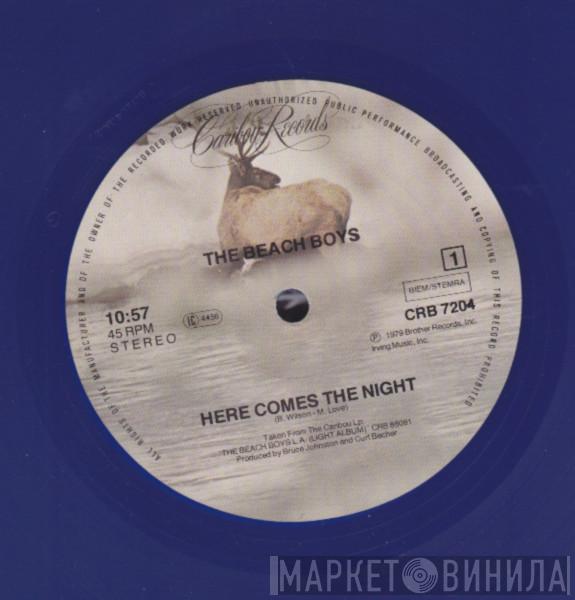 ALL RIGHTS OF THE MANUFACTURER AND OF THE OWNER OF THE RECORDED WORK RESERVED UNAUTHORIZED PUBLIC PERFORMANCE BROADCASTING AND COPYING OF THIS RECORD PROHIBITED
Caribou Records
THE BEACH BOYS
1
BIEM/STEMRA
CRB 7204
℗ 1979 Brother Records, Inc.
Irving Music, Inc.
10:57
45 RPM
STEREO
LC 4456
HERE COMES THE NIGHT
(B. Wilson - M. Love)
Taken From The Caribou Lp.
"THE BEACH BOYS L.A. (LIGHT ALBUM)" CRB 86081
Produced by Bruce Johnston and Curt Becher
МАРКЕТ ВИНИЛА